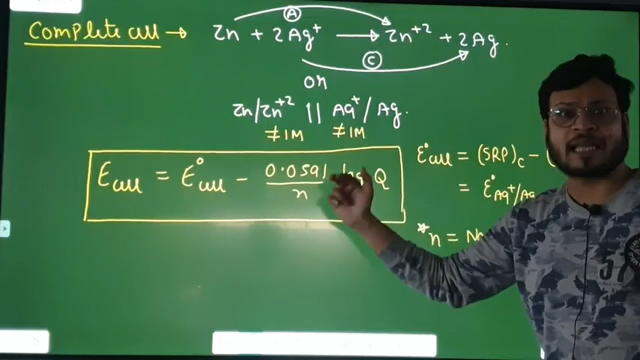 Complete cell →
A
Zn + 2Ag⁺ → Zn⁺² + 2Ag.
C
or
Zn/Zn⁺² || Ag⁺/Ag.
≠1M ≠1M
Ecell = E°cell − 0.0591/n log Q
E°cell = (SRP)c −
= E°Ag⁺/Ag
*n =
5